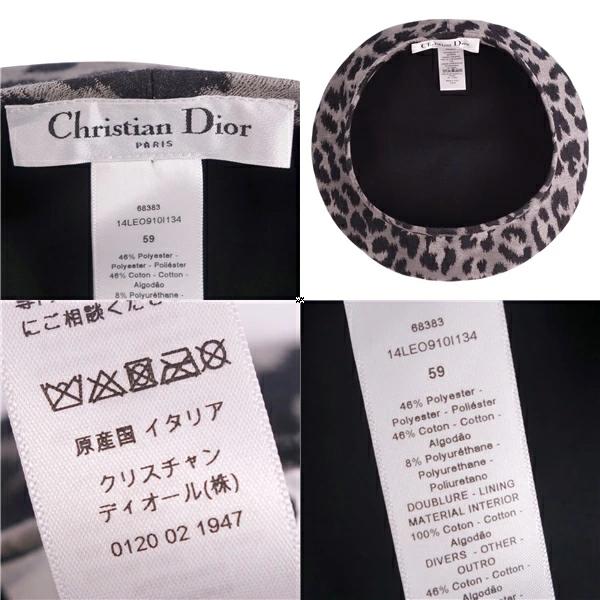 Christian Dior
PARIS
68383
14LEO910I134
59
46% Polyester -
Polyester - Poliéster
46% Coton - Cotton -
Algodão
8% Polyuréthane -
Christian Dior
にご相談くださ
原産国 イタリア
クリスチャン
ディオール(株)
0120 02 1947
68383
14LEO910I134
59
46% Polyester -
Polyester - Poliéster
46% Coton - Cotton -
Algodão
8% Polyuréthane -
Polyurethane -
Poliuretano
DOUBLURE - LINING
MATERIAL INTERIOR
100% Coton - Cotton -
Algodão
DIVERS - OTHER -
OUTRO
46% Coton - Cotton -